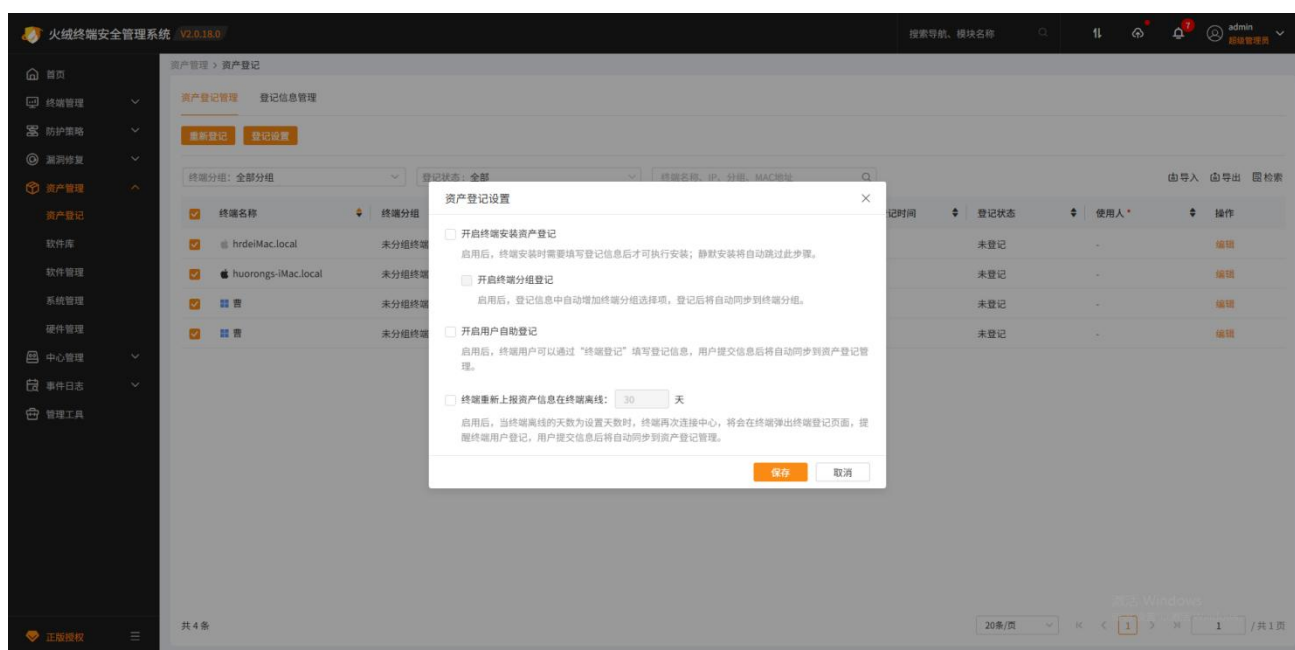 火绒终端安全管理系统 V2.0.18.0
搜索导航、模块名称
7
admin
超级管理员
首页
终端管理
防护策略
漏洞修复
资产管理
资产登记
软件库
软件管理
系统管理
硬件管理
中心管理
事件日志
管理工具
正版授权
资产管理 > 资产登记
资产登记管理 登记信息管理
重新登记 登记设置
终端分组: 全部分组 登记状态: 全部 终端名称、IP、分组、MAC地址 导入 导出 检索
终端名称 终端分组 记时间 登记状态 使用人* 操作
hrdeiMac.local 未分组终端 未登记 - 编辑
huorongs-iMac.local 未分组终端 未登记 - 编辑
曹 未分组终端 未登记 - 编辑
曹 未分组终端 未登记 - 编辑
资产登记设置
开启终端安装资产登记
启用后，终端安装时需要填写登记信息后才可执行安装；静默安装将自动跳过此步骤。
开启终端分组登记
启用后，登记信息中自动增加终端分组选择项，登记后将自动同步到终端分组。
开启用户自助登记
启用后，终端用户可以通过“终端登记”填写登记信息，用户提交信息后将自动同步到资产登记管
理。
终端重新上报资产信息在终端离线: 30 天
启用后，当终端离线的天数为设置天数时，终端再次连接中心，将会在终端弹出终端登记页面，提
醒终端用户登记，用户提交信息后将自动同步到资产登记管理。
保存 取消
激活 Windows
共 4 条 20条/页 1 1 / 共 1 页